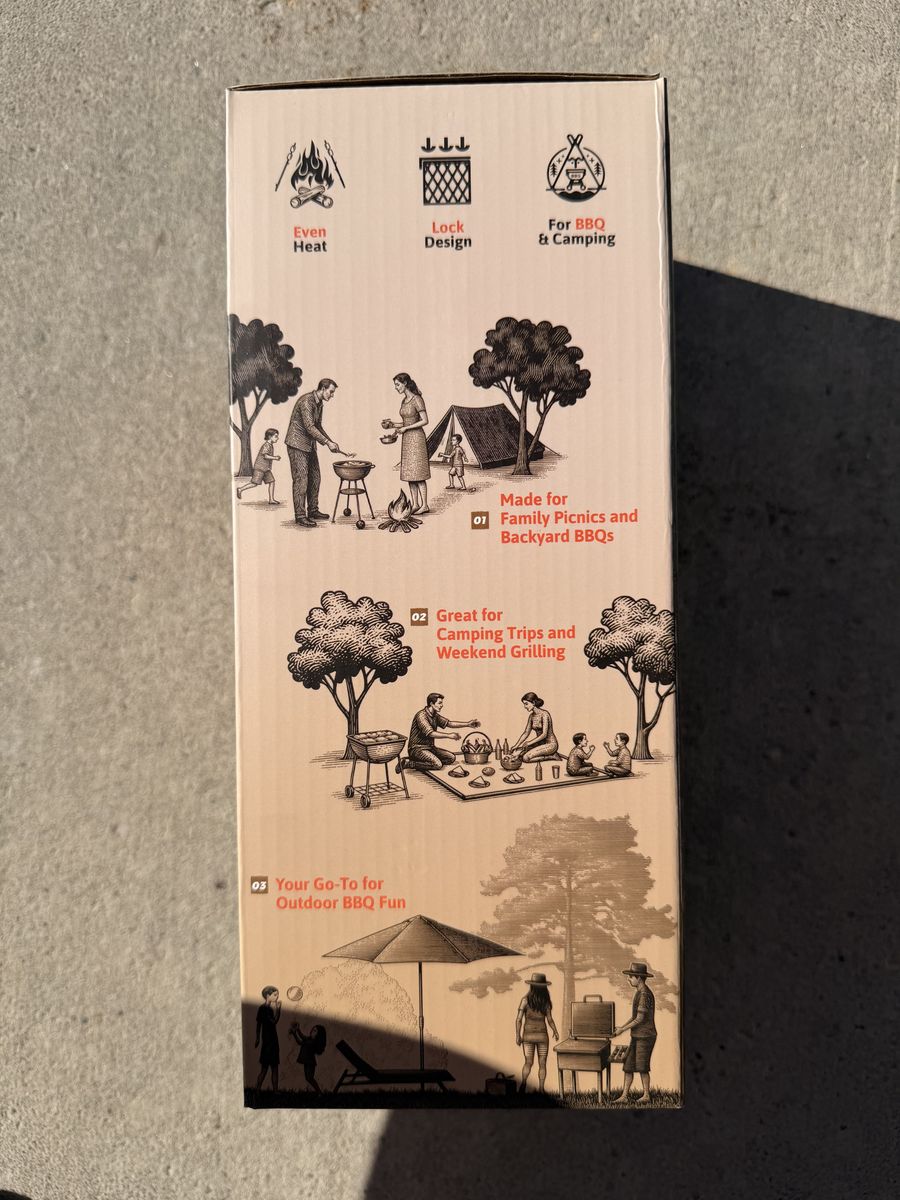 Even
Heat
Lock
Design
For BBQ
& Camping
01
Made for
Family Picnics and
Backyard BBQs
02
Great for
Camping Trips and
Weekend Grilling
03
Your Go-To for
Outdoor BBQ Fun